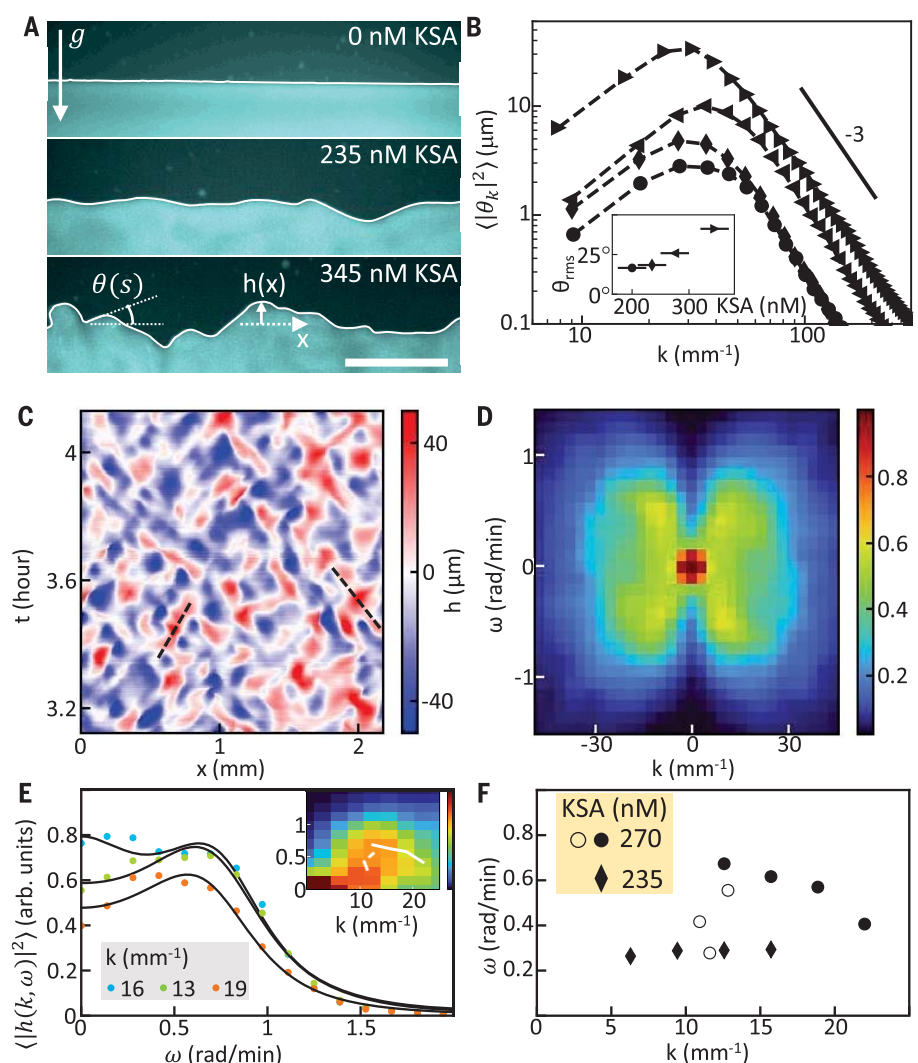 A
g
0 nM KSA
235 nM KSA
345 nM KSA
θ(s)
h(x)
x
B
⟨|θₖ|²⟩ (μm)
10
1
0.1
-3
θrms
25°
0°
200
300
KSA (nM)
10
100
k (mm⁻¹)
C
t (hour)
4
3.6
3.2
0
1
2
x (mm)
40
0
-40
h (μm)
D
ω (rad/min)
1
0
-1
-30
0
30
k (mm⁻¹)
0.8
0.6
0.4
0.2
E
⟨|h(k,ω)|²⟩ (arb. units)
0.8
0.6
0.4
0.2
0
0
0.5
1
ω (rad/min)
k (mm⁻¹)
16
13
19
1
0.5
0
0
10
20
k (mm⁻¹)
F
KSA (nM)
270
235
ω (rad/min)
0.8
0.6
0.4
0.2
0
5
10
15
20
25
k (mm⁻¹)